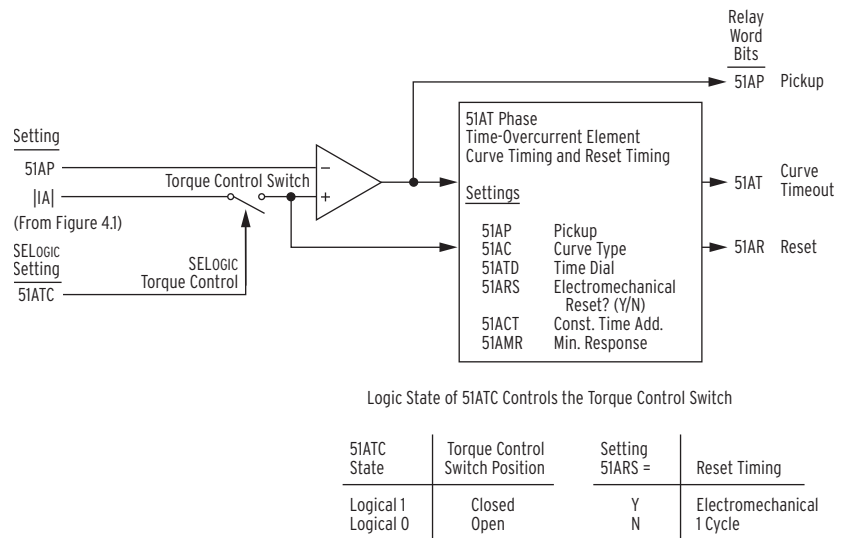 Relay
Word
Bits
51AP Pickup
51AT Phase
Time-Overcurrent Element
Curve Timing and Reset Timing
Settings
51AP Pickup
51AC Curve Type
51ATD Time Dial
51ARS Electromechanical
Reset? (Y/N)
51ACT Const. Time Add.
51AMR Min. Response
51AT Curve
Timeout
51AR Reset
Setting
51AP
|IA|
(From Figure 4.1)
SELOGIC
Setting
51ATC
Torque Control Switch
SELOGIC
Torque Control
−
+
Logic State of 51ATC Controls the Torque Control Switch
51ATC Torque Control Setting
State Switch Position 51ARS = Reset Timing
Logical 1 Closed Y Electromechanical
Logical 0 Open N 1 Cycle